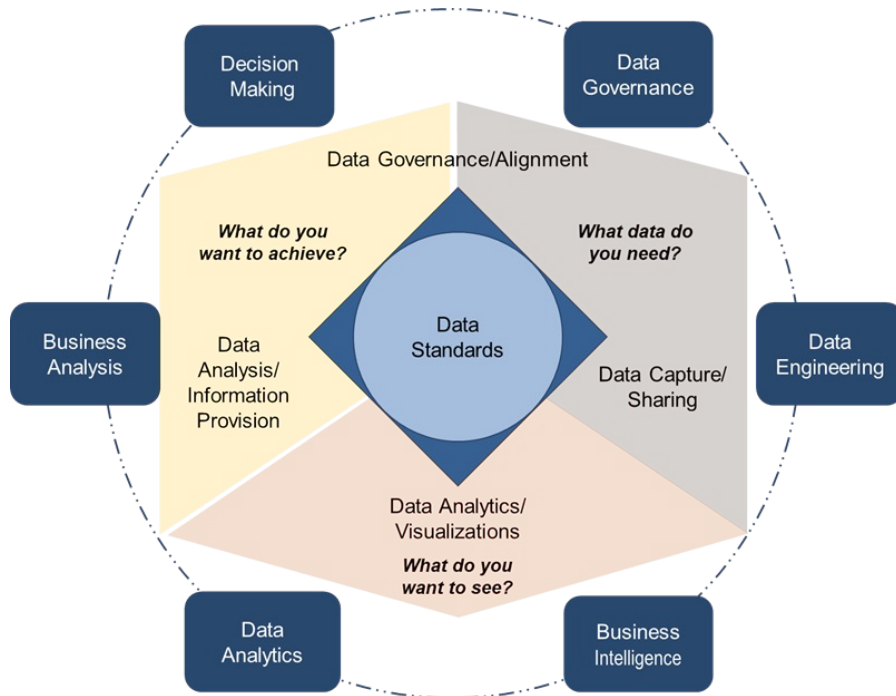 Decision
Making
Data
Governance
Data Governance/Alignment
What do you
want to achieve?
What data do
you need?
Business
Analysis
Data
Analysis/
Information
Provision
Data
Standards
Data Capture/
Sharing
Data
Engineering
Data Analytics/
Visualizations
What do you
want to see?
Data
Analytics
Business
Intelligence